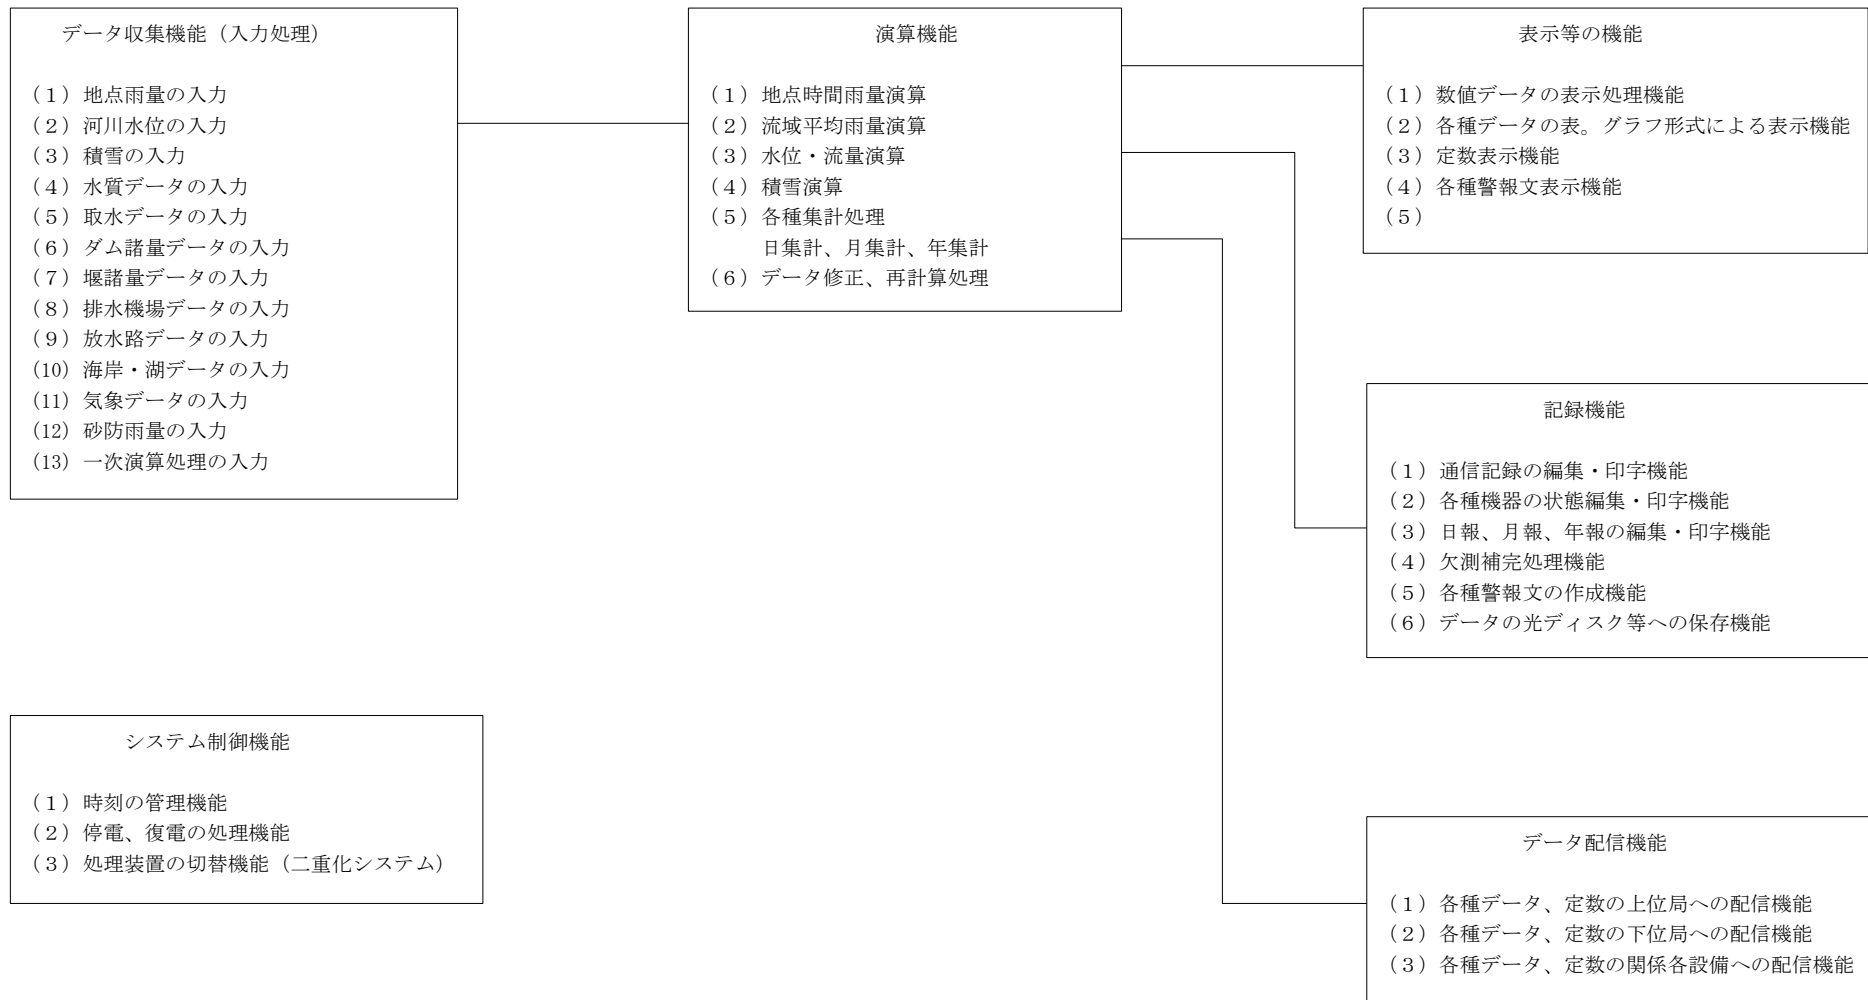 データ収集機能（入力処理）
（１）地点雨量の入力
（２）河川水位の入力
（３）積雪の入力
（４）水質データの入力
（５）取水データの入力
（６）ダム諸量データの入力
（７）堰諸量データの入力
（８）排水機場データの入力
（９）放水路データの入力
（10）海岸・湖データの入力
（11）気象データの入力
（12）砂防雨量の入力
（13）一次演算処理の入力
演算機能
（１）地点時間雨量演算
（２）流域平均雨量演算
（３）水位・流量演算
（４）積雪演算
（５）各種集計処理
日集計、月集計、年集計
（６）データ修正、再計算処理
表示等の機能
（１）数値データの表示処理機能
（２）各種データの表。グラフ形式による表示機能
（３）定数表示機能
（４）各種警報文表示機能
（５）
記録機能
（１）通信記録の編集・印字機能
（２）各種機器の状態編集・印字機能
（３）日報、月報、年報の編集・印字機能
（４）欠測補完処理機能
（５）各種警報文の作成機能
（６）データの光ディスク等への保存機能
システム制御機能
（１）時刻の管理機能
（２）停電、復電の処理機能
（３）処理装置の切替機能（二重化システム）
データ配信機能
（１）各種データ、定数の上位局への配信機能
（２）各種データ、定数の下位局への配信機能
（３）各種データ、定数の関係各設備への配信機能